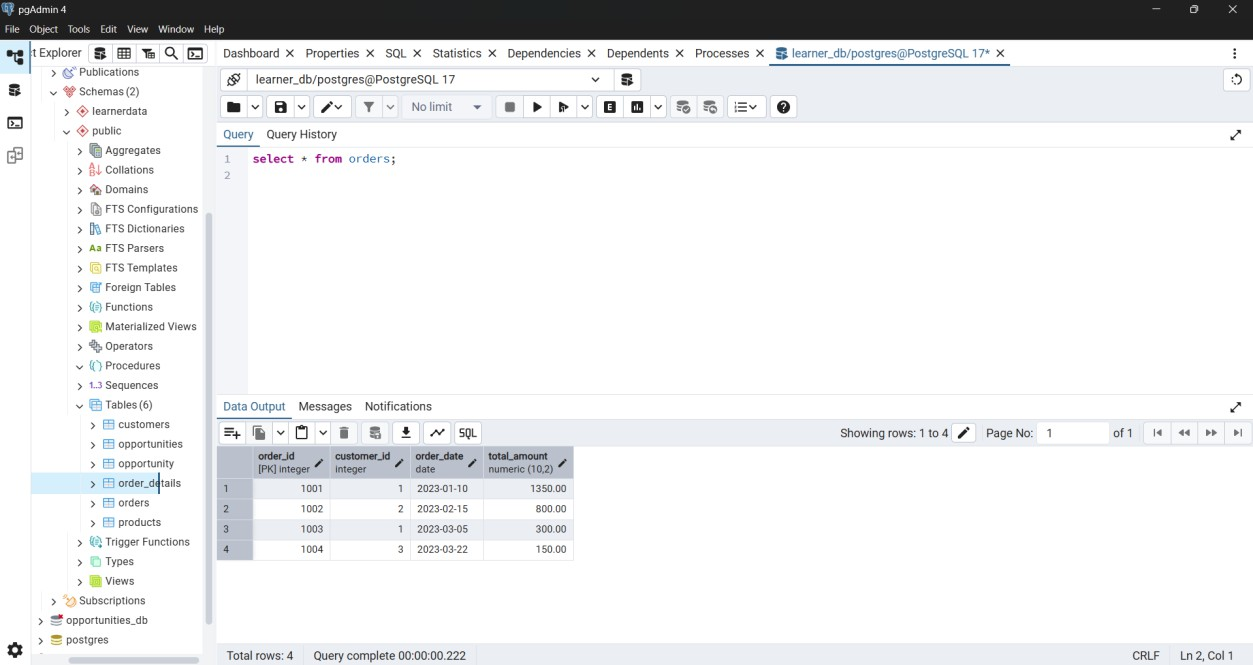 pgAdmin 4
File Object Tools Edit View Window Help
t Explorer
Dashboard Properties SQL Statistics Dependencies Dependents Processes learner_db/postgres@PostgreSQL 17*
learner_db/postgres@PostgreSQL 17
No limit
E
Query Query History
1 select * from orders;
2
Publications
Schemas (2)
learnerdata
public
Aggregates
Collations
Domains
FTS Configurations
FTS Dictionaries
Aa FTS Parsers
FTS Templates
Foreign Tables
Functions
Materialized Views
Operators
Procedures
1..3 Sequences
Tables (6)
customers
opportunities
opportunity
order_details
orders
products
Trigger Functions
Types
Views
Subscriptions
opportunities_db
postgres
Data Output Messages Notifications
SQL
Showing rows: 1 to 4 Page No: 1 of 1
order_id customer_id order_date total_amount
[PK] integer integer date numeric (10,2)
1 1001 1 2023-01-10 1350.00
2 1002 2 2023-02-15 800.00
3 1003 1 2023-03-05 300.00
4 1004 3 2023-03-22 150.00
Total rows: 4 Query complete 00:00:00.222 CRLF Ln 2, Col 1